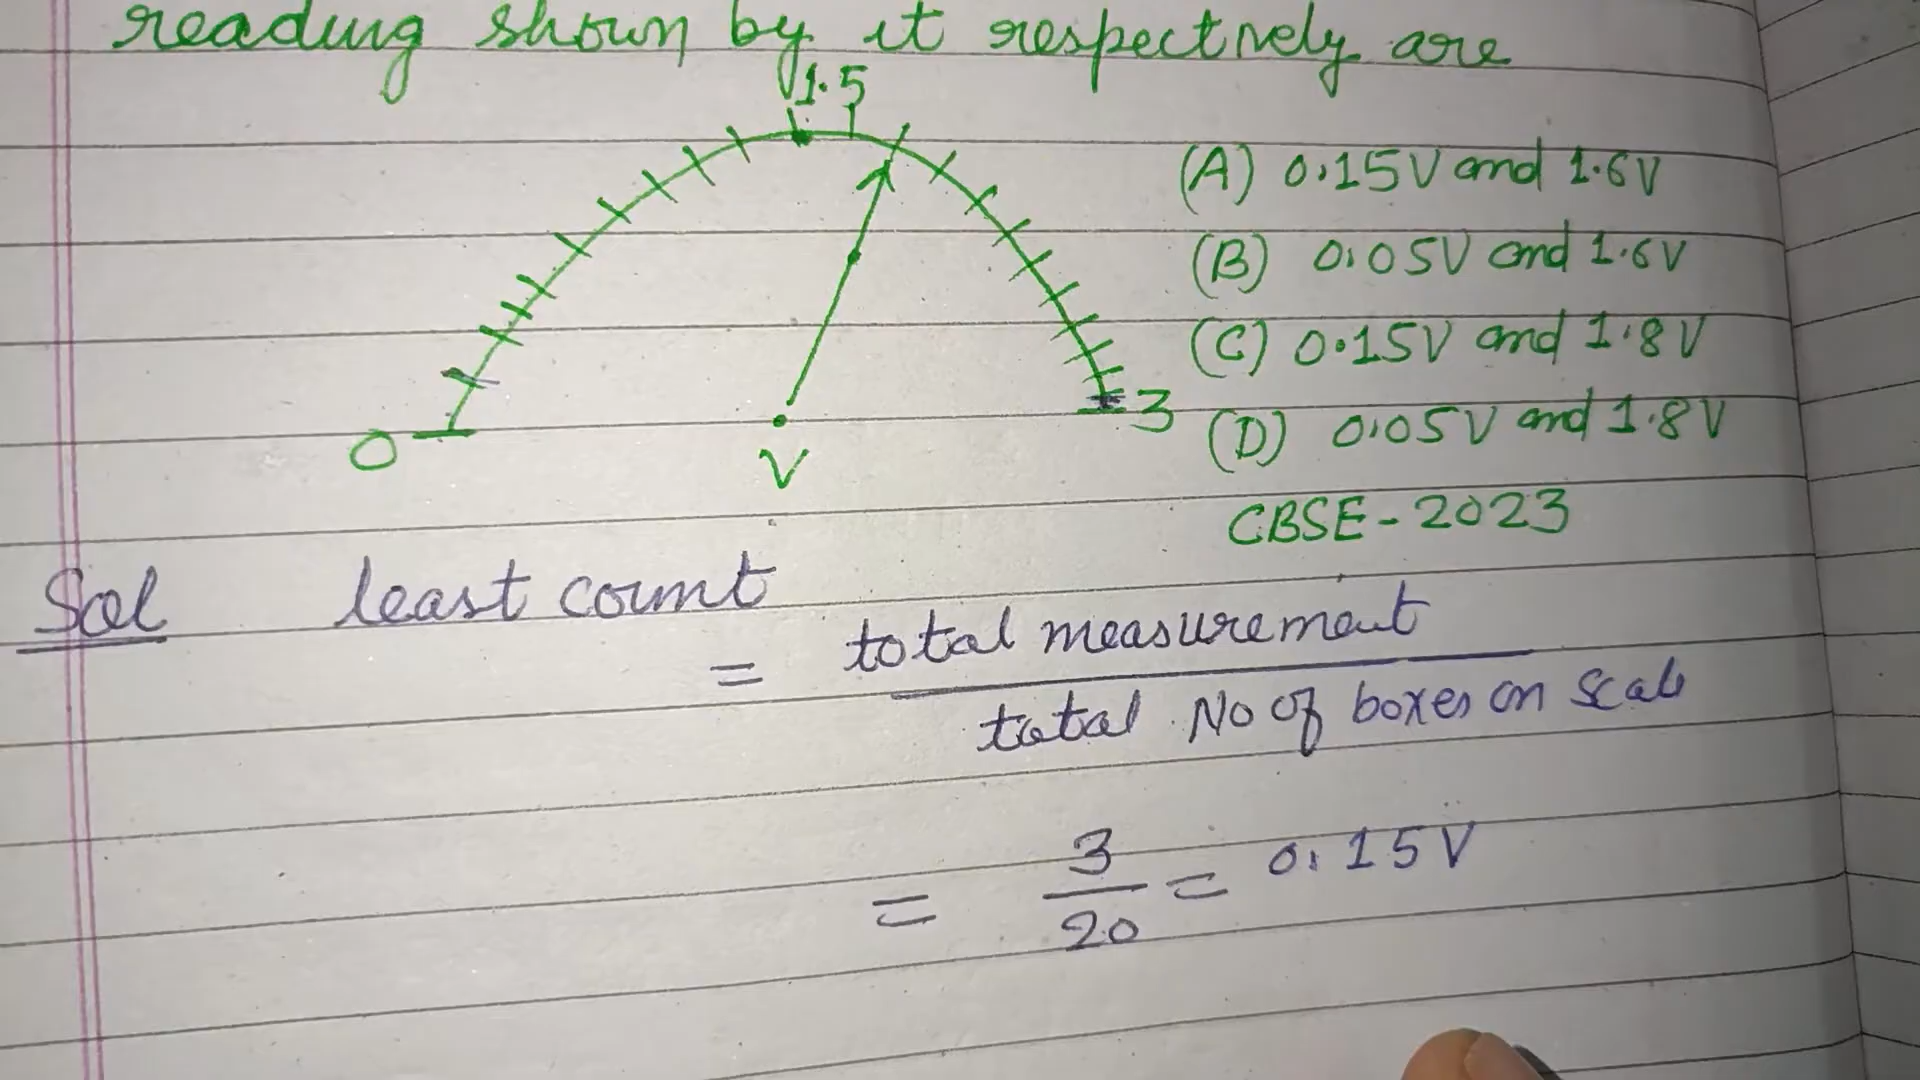 reading shown by it respectively are
1.5
(A) 0.15V and 1.6V
(B) 0.05V and 1.6V
(C) 0.15V and 1.8V
(D) 0.05V and 1.8V
0
3
V
CBSE-2023
Sol least count
= total measurement
total No of boxes on scale
= 3
20
= 0.15V